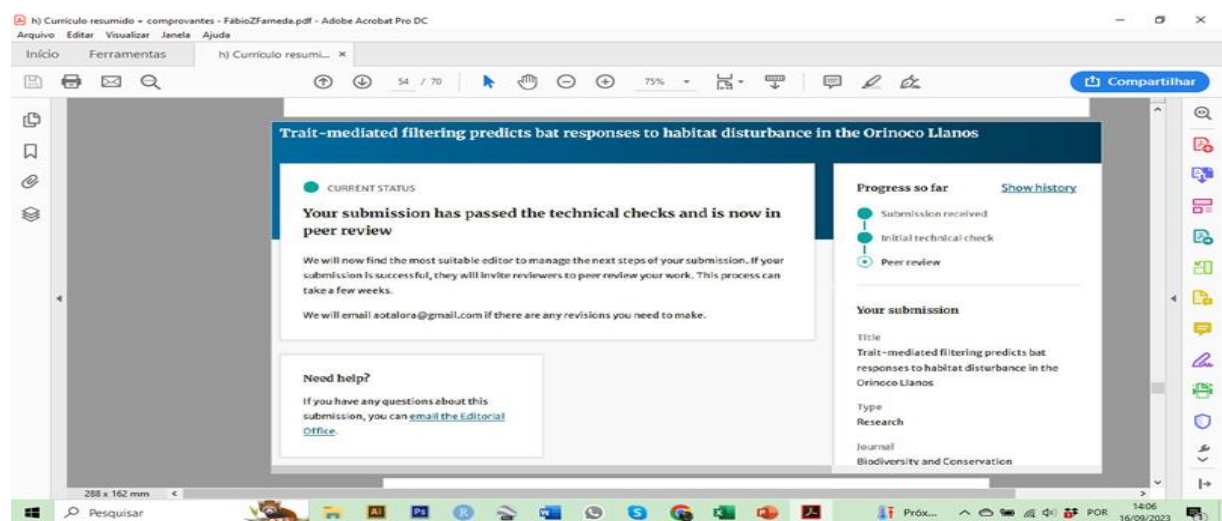 h) Currículo resumido + comprovantes - FábioZFarneda.pdf - Adobe Acrobat Pro DC
Arquivo Editar Visualizar Janela Ajuda
Início Ferramentas h) Currículo resumi... ×
54 / 70 75% Compartilhar
Trait-mediated filtering predicts bat responses to habitat disturbance in the Orinoco Llanos
CURRENT STATUS
Your submission has passed the technical checks and is now in
peer review
We will now find the most suitable editor to manage the next steps of your submission. If your
submission is successful, they will invite reviewers to peer review your work. This process can
take a few weeks.
We will email aotalora@gmail.com if there are any revisions you need to make.
Need help?
If you have any questions about this
submission, you can email the Editorial
Office.
Progress so far Show history
Submission received
Initial technical check
Peer review
Your submission
Title
Trait-mediated filtering predicts bat
responses to habitat disturbance in the
Orinoco Llanos
Type
Research
Journal
Biodiversity and Conservation
288 x 162 mm
Pesquisar Ai Ps R Próx... POR 14:06
16/09/2023